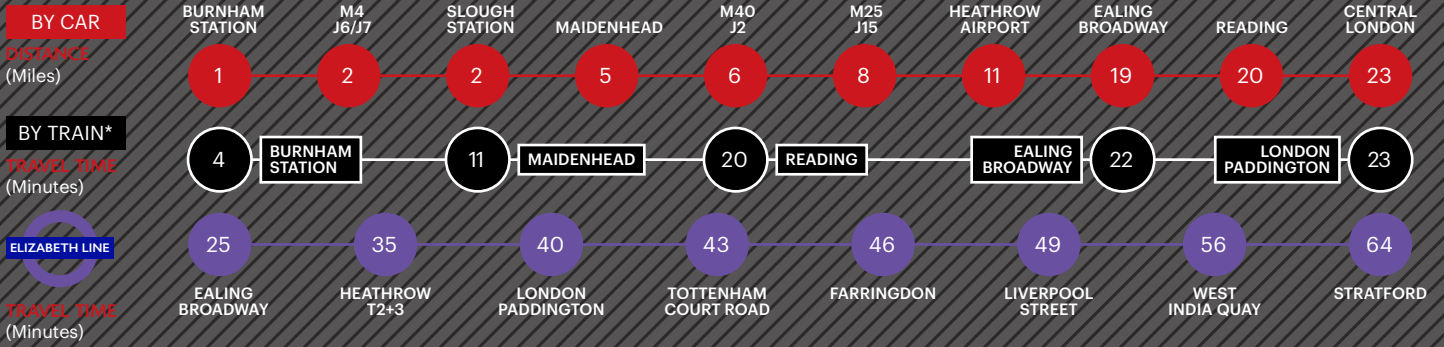 BY CAR
DISTANCE
(Miles)
BURNHAM
STATION
1
M4
J6/J7
2
SLOUGH
STATION
2
MAIDENHEAD
5
M40
J2
6
M25
J15
8
HEATHROW
AIRPORT
11
EALING
BROADWAY
19
READING
20
CENTRAL
LONDON
23
BY TRAIN*
TRAVEL TIME
(Minutes)
4
BURNHAM
STATION
11
MAIDENHEAD
20
READING
EALING
BROADWAY
22
LONDON
PADDINGTON
23
ELIZABETH LINE
TRAVEL TIME
(Minutes)
25
EALING
BROADWAY
35
HEATHROW
T2+3
40
LONDON
PADDINGTON
43
TOTTENHAM
COURT ROAD
46
FARRINGDON
49
LIVERPOOL
STREET
56
WEST
INDIA QUAY
64
STRATFORD